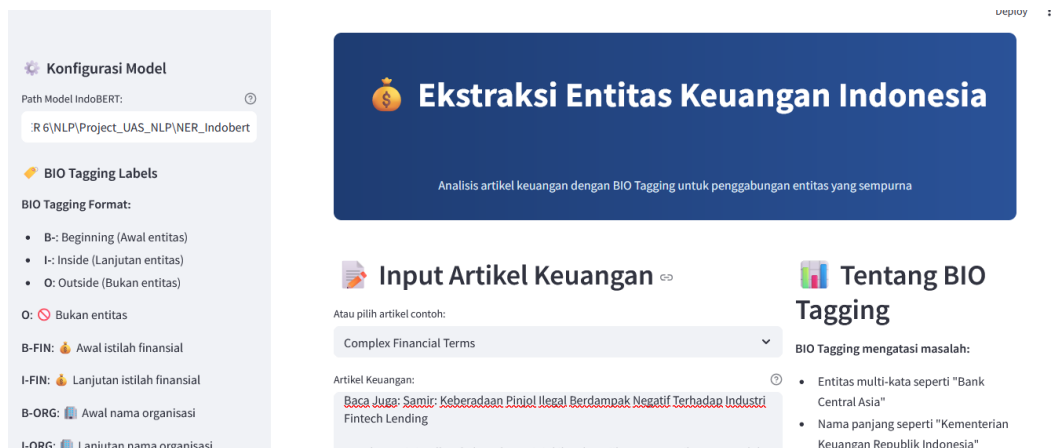 Deploy
Konfigurasi Model
Path Model IndoBERT:
:R 6\NLP\Project_UAS_NLP\NER_Indobert
BIO Tagging Labels
BIO Tagging Format:
B-: Beginning (Awal entitas)
I-: Inside (Lanjutan entitas)
O: Outside (Bukan entitas)
O: Bukan entitas
B-FIN: Awal istilah finansial
I-FIN: Lanjutan istilah finansial
B-ORG: Awal nama organisasi
I-ORG: Lanjutan nama organisasi
Ekstraksi Entitas Keuangan Indonesia
Analisis artikel keuangan dengan BIO Tagging untuk penggabungan entitas yang sempurna
Input Artikel Keuangan
Atau pilih artikel contoh:
Complex Financial Terms
Artikel Keuangan:
Baca Juga: Samir: Keberadaan Pinjol Ilegal Berdampak Negatif Terhadap Industri
Fintech Lending
Tentang BIO
Tagging
BIO Tagging mengatasi masalah:
Entitas multi-kata seperti "Bank
Central Asia"
Nama panjang seperti "Kementerian
Keuangan Republik Indonesia"